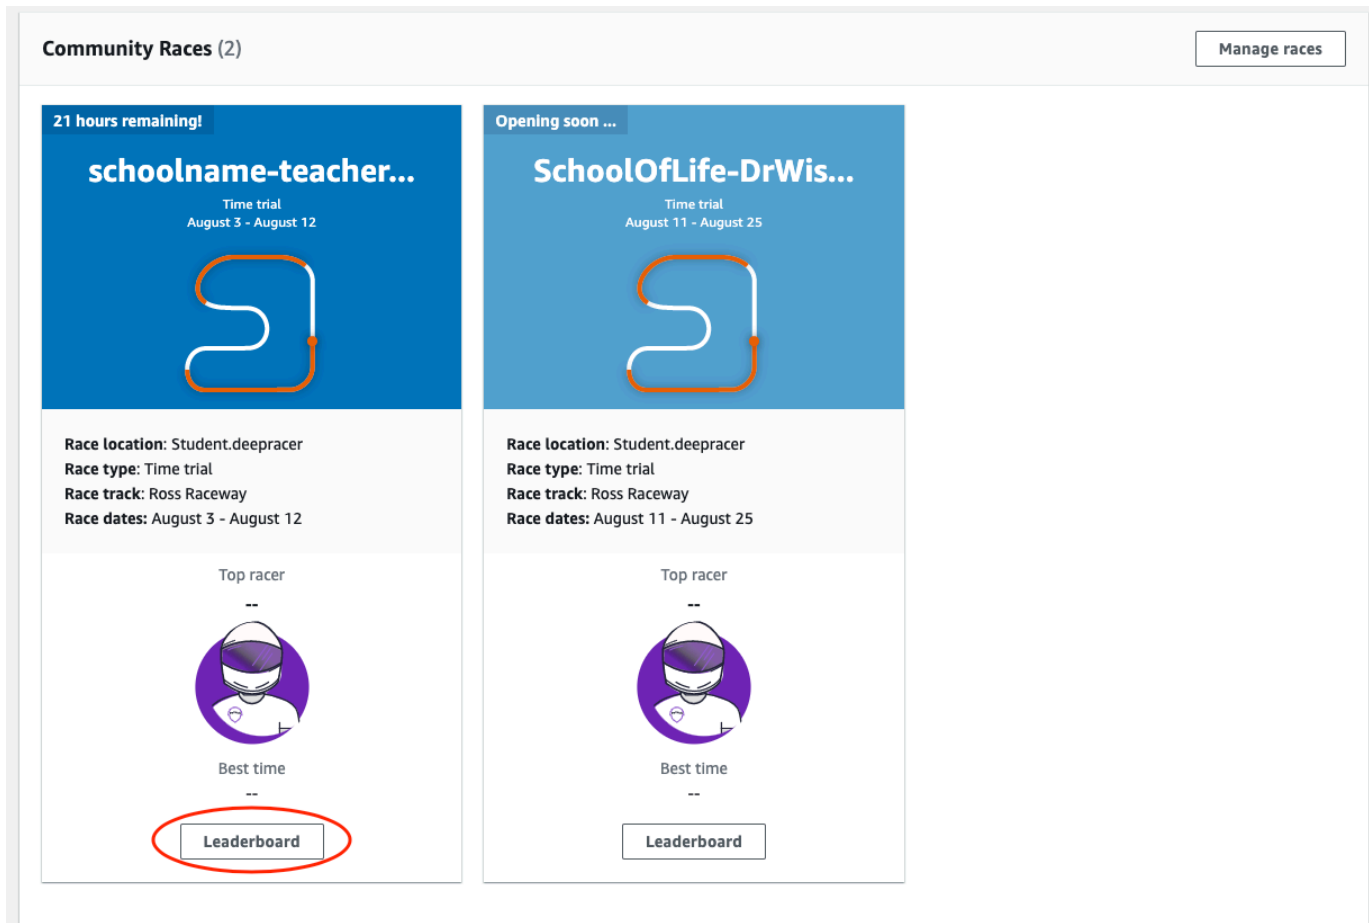 Community Races (2)
Manage races
21 hours remaining!
schoolname-teacher...
Time trial
August 3 - August 12
Race location: Student.deepracer
Race type: Time trial
Race track: Ross Raceway
Race dates: August 3 - August 12
Top racer
--
Best time
--
Leaderboard
Opening soon ...
SchoolOfLife-DrWis...
Time trial
August 11 - August 25
Race location: Student.deepracer
Race type: Time trial
Race track: Ross Raceway
Race dates: August 11 - August 25
Top racer
--
Best time
--
Leaderboard